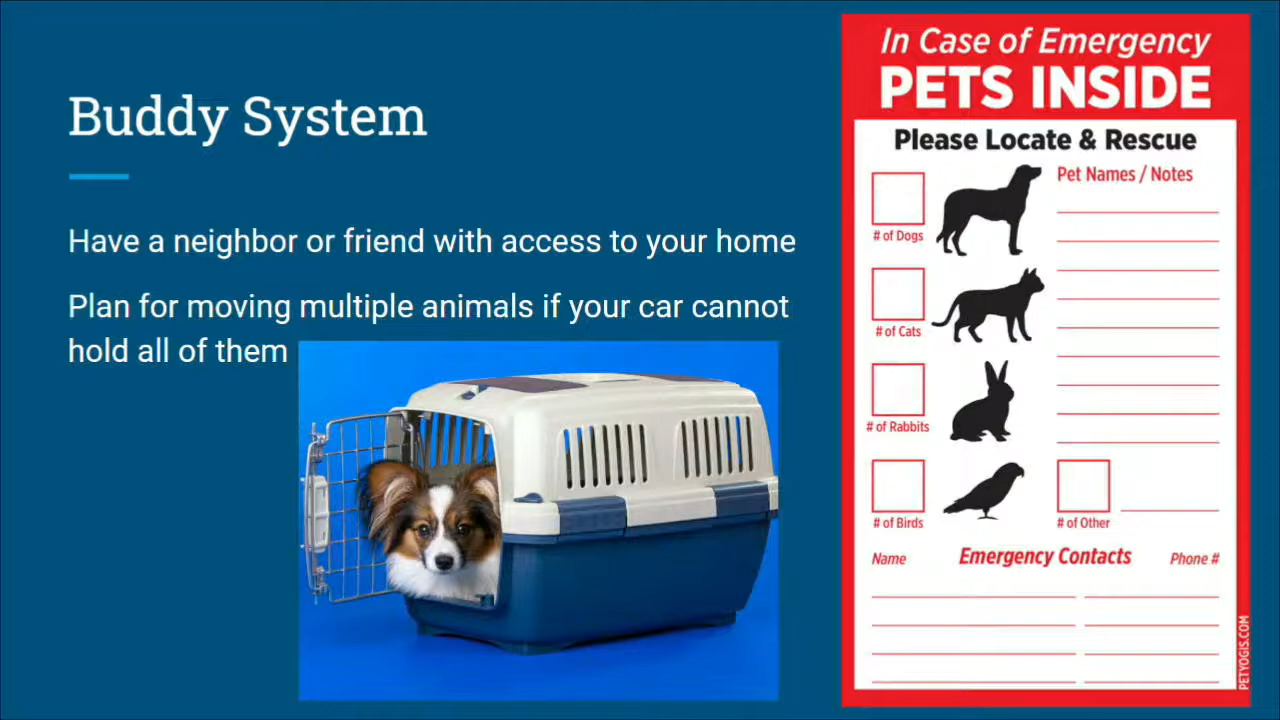 Buddy System
Have a neighbor or friend with access to your home
Plan for moving multiple animals if your car cannot
hold all of them
In Case of Emergency
PETS INSIDE
Please Locate & Rescue
Pet Names / Notes
# of Dogs
# of Cats
# of Rabbits
# of Birds
# of Other
Name Emergency Contacts Phone #
PETYOGIS.COM